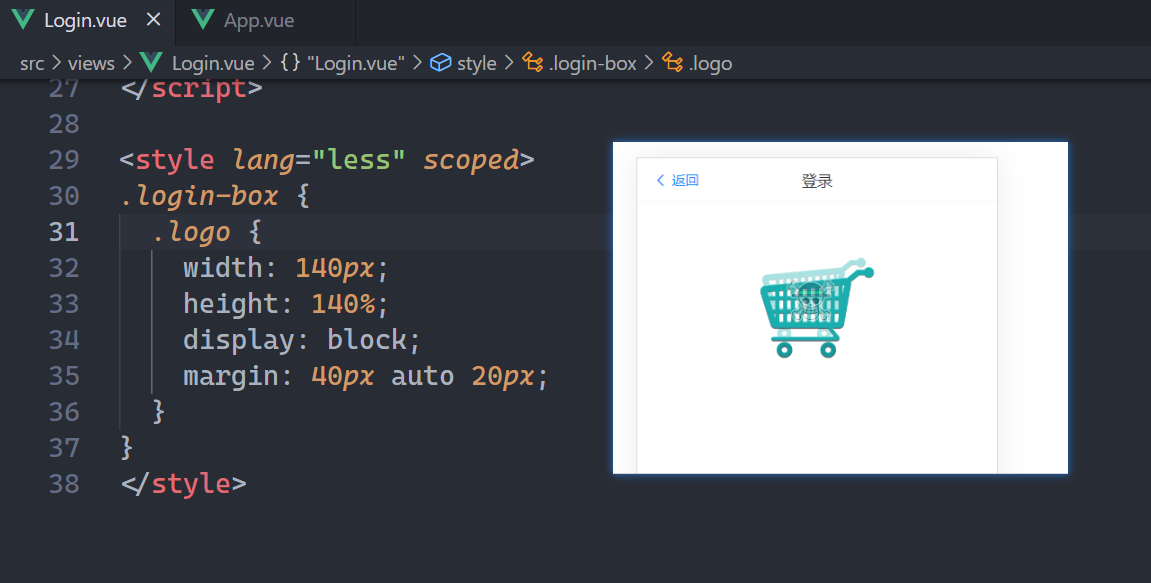 Login.vue
App.vue
src > views > Login.vue > {} "Login.vue" > style > .login-box > .logo
27 </script>
28
29 <style lang="less" scoped>
30 .login-box {
31 .logo {
32 width: 140px;
33 height: 140%;
34 display: block;
35 margin: 40px auto 20px;
36 }
37 }
38 </style>
返回 登录